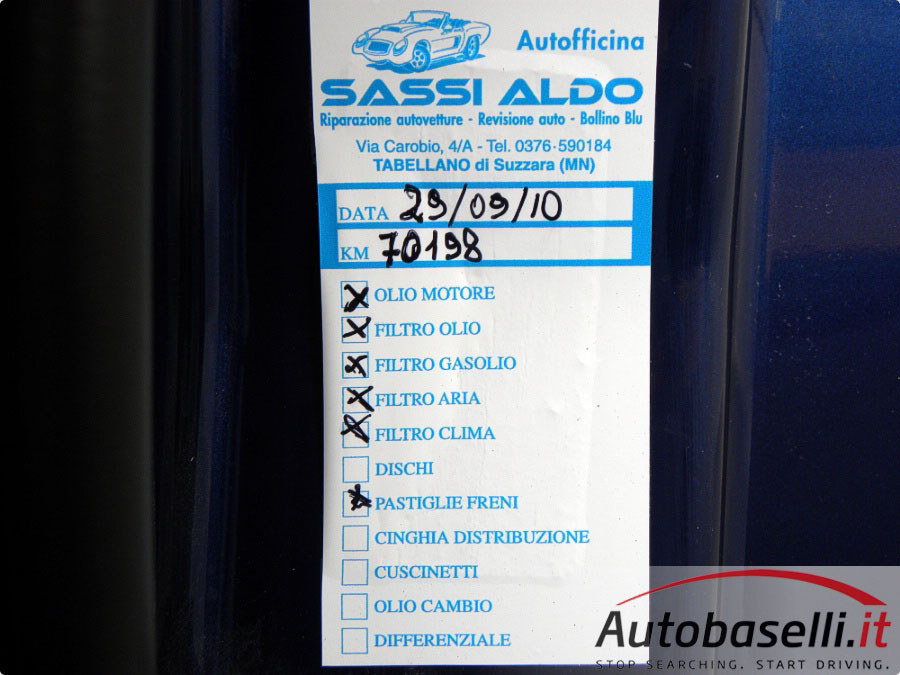 Autofficina
SASSI ALDO
Riparazione autovetture - Revisione auto - Bollino Blu
Via Carobio, 4/A - Tel. 0376-590184
TABELLANO di Suzzara (MN)
DATA 29/09/10
KM 70198
X OLIO MOTORE
X FILTRO OLIO
X FILTRO GASOLIO
X FILTRO ARIA
X FILTRO CLIMA
DISCHI
X PASTIGLIE FRENI
CINGHIA DISTRIBUZIONE
CUSCINETTI
OLIO CAMBIO
DIFFERENZIALE
Autobaselli.it
STOP SEARCHING. START DRIVING.